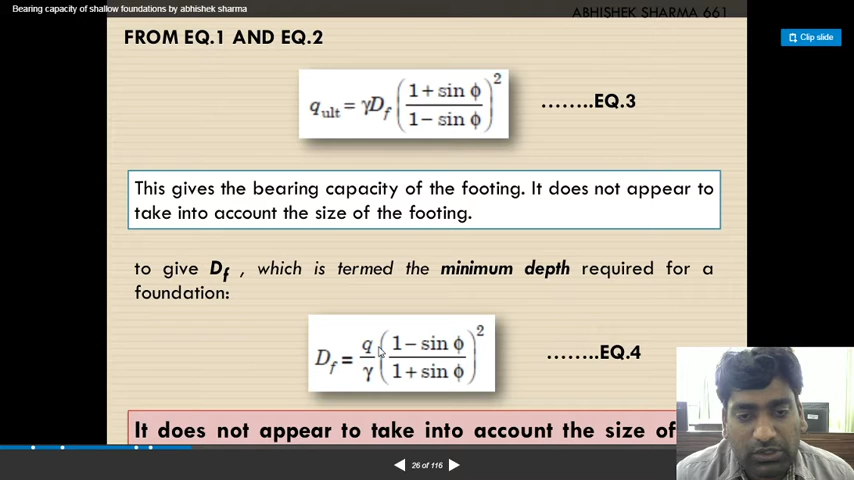 Bearing capacity of shallow foundations by abhishek sharma
ABHISHEK SHARMA 661
FROM EQ.1 AND EQ.2
Clip slide
q_ult = γD_f ((1 + sin ϕ)/(1 − sin ϕ))^2 ........EQ.3
This gives the bearing capacity of the footing. It does not appear to
take into account the size of the footing.
to give D_f , which is termed the minimum depth required for a
foundation:
D_f = q/γ ((1 − sin ϕ)/(1 + sin ϕ))^2 ........EQ.4
It does not appear to take into account the size of
26 of 116